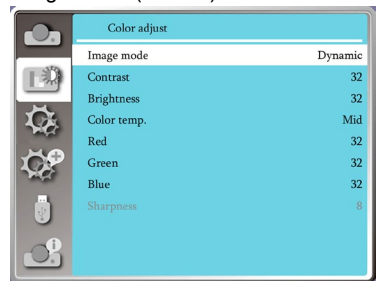 Color adjust
Image mode Dynamic
Contrast 32
Brightness 32
Color temp. Mid
Red 32
Green 32
Blue 32
Sharpness 8